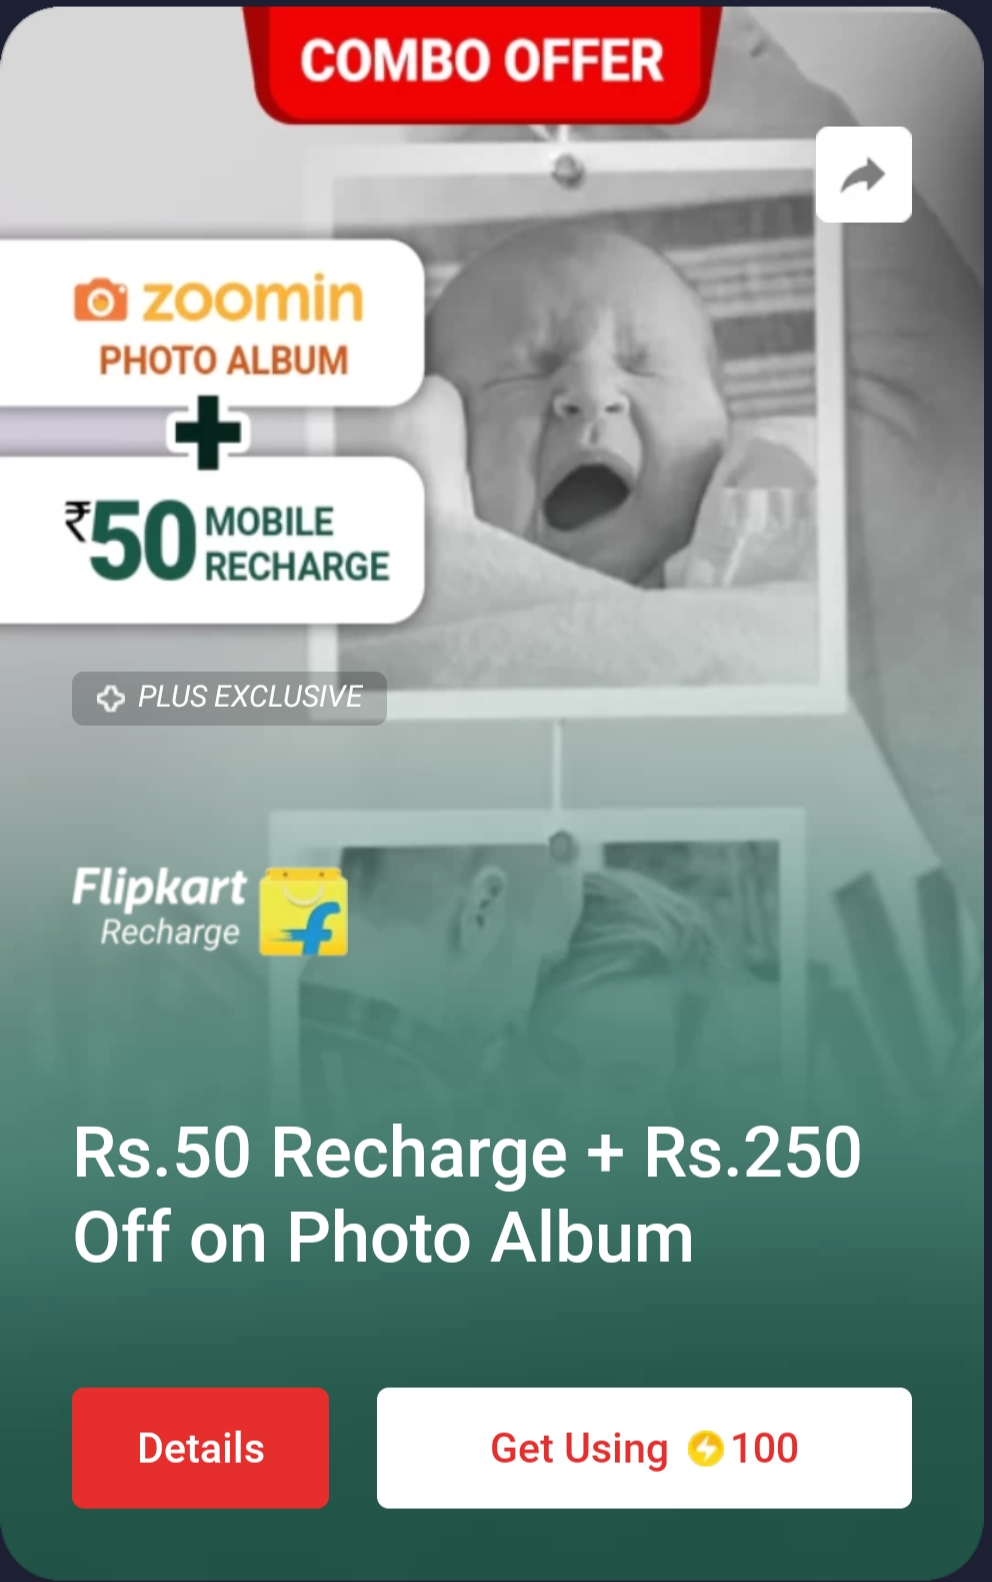 COMBO OFFER
zoomin
PHOTO ALBUM
₹50 MOBILE
RECHARGE
PLUS EXCLUSIVE
Flipkart
Recharge
Rs.50 Recharge + Rs.250
Off on Photo Album
Details
Get Using 100